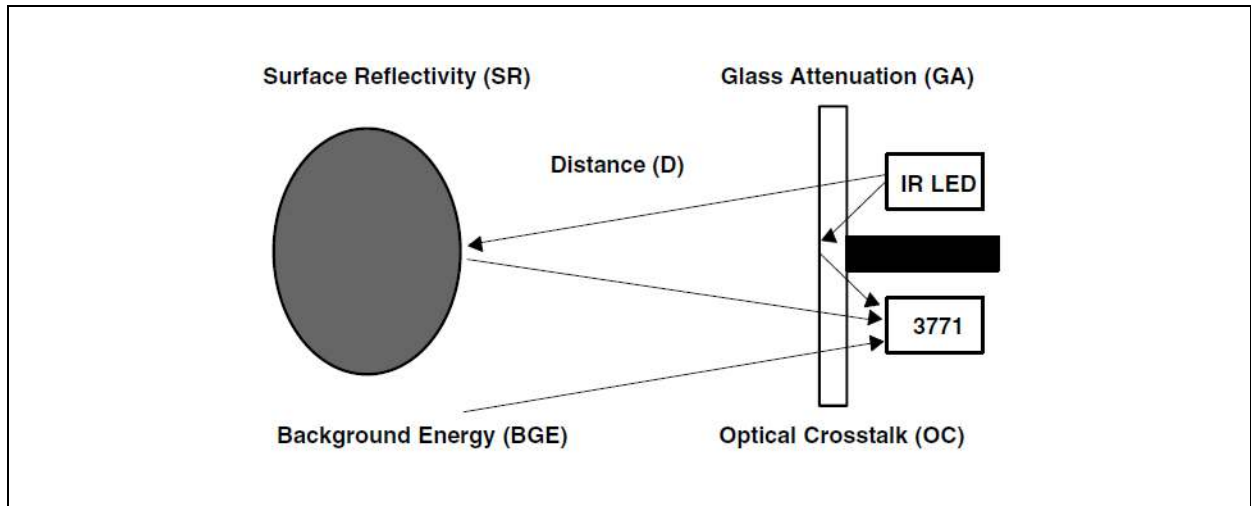 Surface Reflectivity (SR)
Glass Attenuation (GA)
Distance (D)
IR LED
3771
Background Energy (BGE)
Optical Crosstalk (OC)